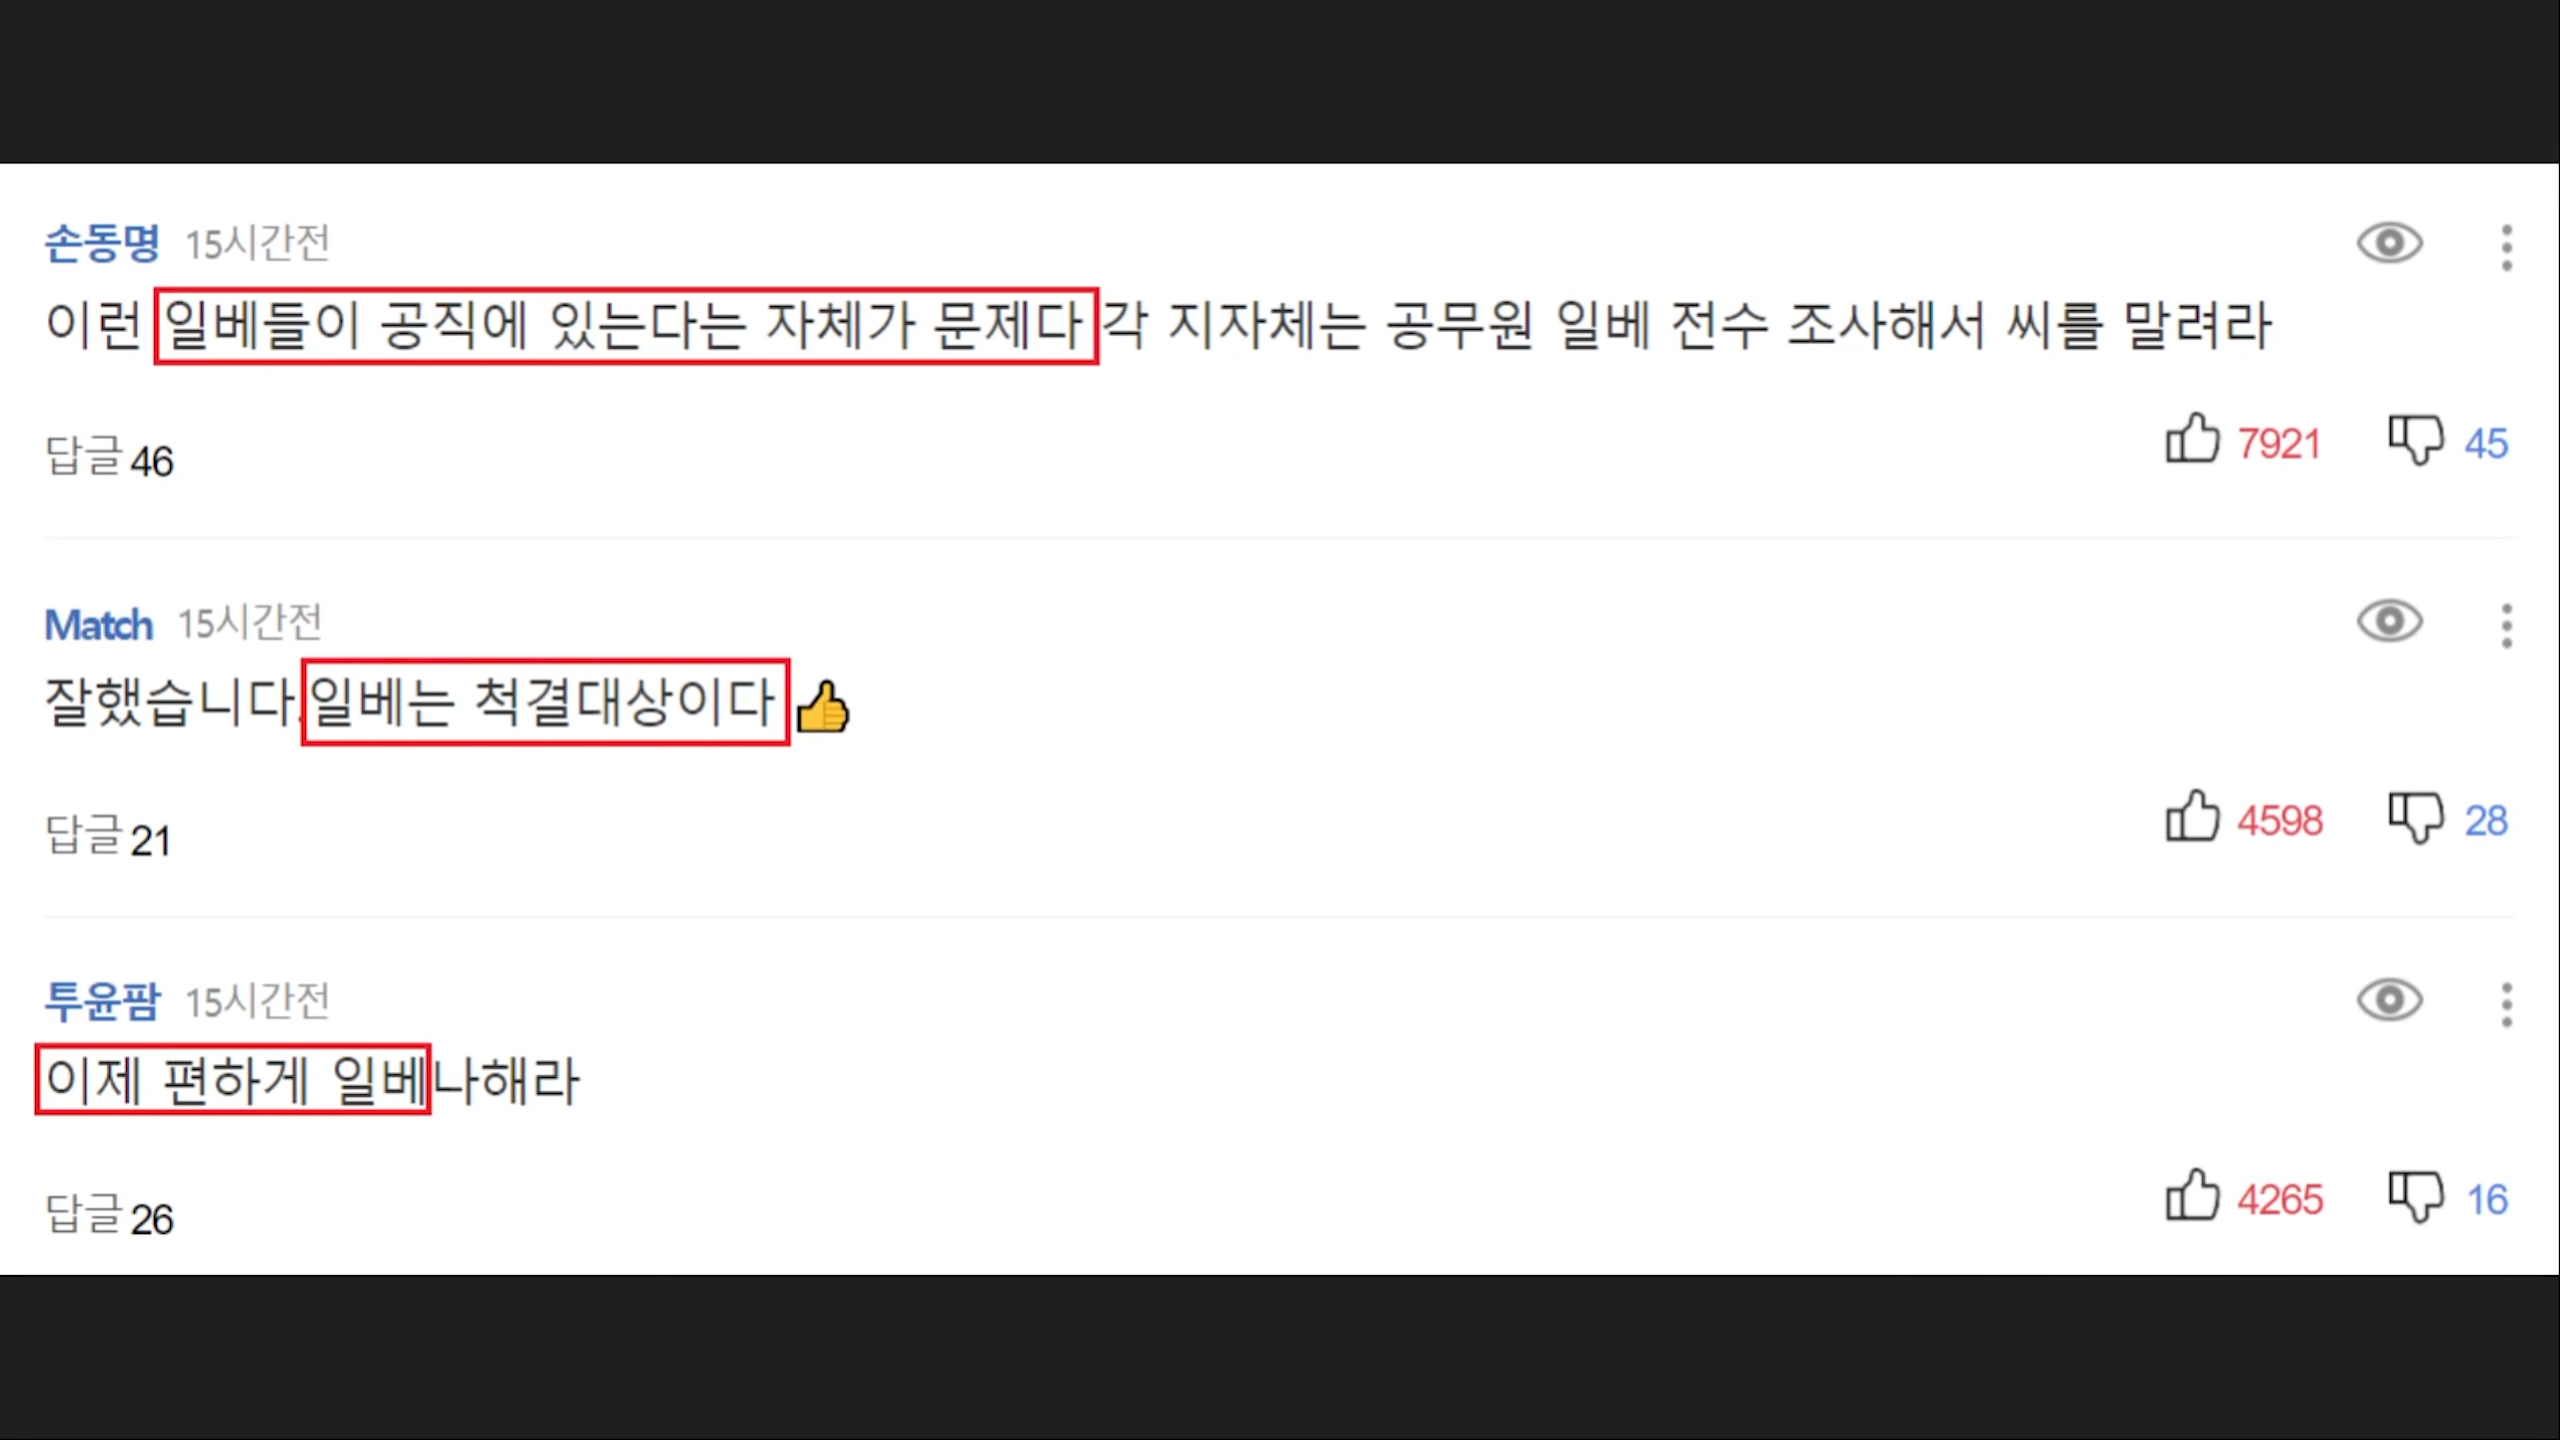 손동명 15시간전
이런 일베들이 공직에 있는다는 자체가 문제다 각 지자체는 공무원 일베 전수 조사해서 씨를 말려라
답글 46 7921 45
Match 15시간전
잘했습니다.일베는 척결대상이다👍
답글 21 4598 28
투윤팜 15시간전
이제 편하게 일베나해라
답글 26 4265 16